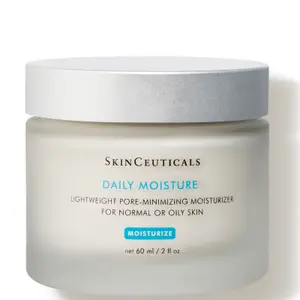 SKINCEUTICALS
DAILY MOISTURE
LIGHTWEIGHT PORE-MINIMIZING MOISTURIZER
FOR NORMAL OR OILY SKIN
MOISTURIZE
net 60 ml / 2 fl oz